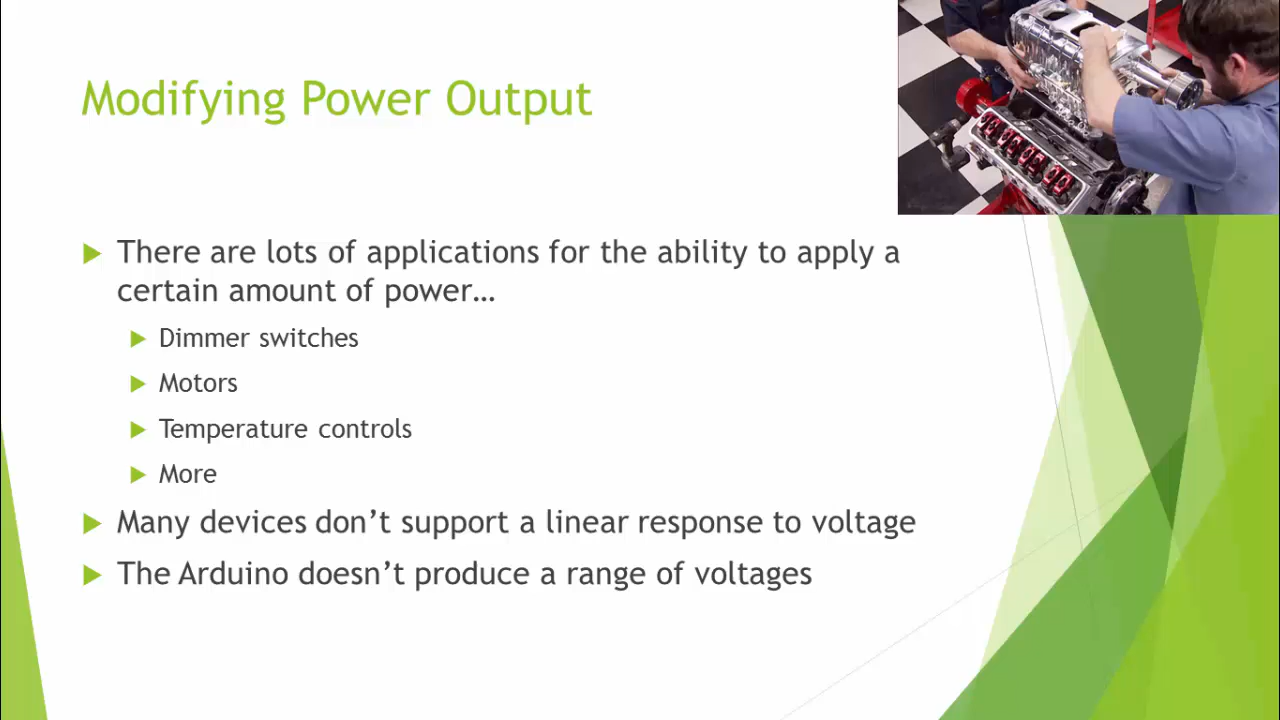 Modifying Power Output
There are lots of applications for the ability to apply a
certain amount of power…
Dimmer switches
Motors
Temperature controls
More
Many devices don’t support a linear response to voltage
The Arduino doesn’t produce a range of voltages